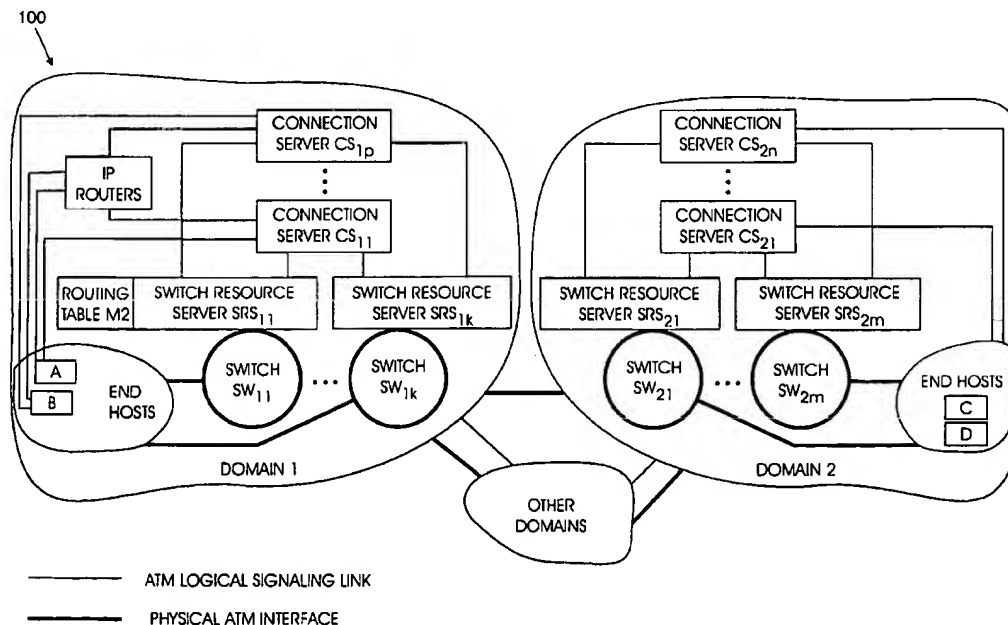 100
CONNECTION
SERVER CS1p
IP
ROUTERS
CONNECTION
SERVER CS11
ROUTING
TABLE M2
SWITCH RESOURCE
SERVER SRS11
SWITCH RESOURCE
SERVER SRS1k
A
B
END
HOSTS
SWITCH
SW11
...
SWITCH
SW1k
DOMAIN 1
CONNECTION
SERVER CS2n
CONNECTION
SERVER CS21
SWITCH RESOURCE
SERVER SRS21
SWITCH RESOURCE
SERVER SRS2m
SWITCH
SW21
...
SWITCH
SW2m
END HOSTS
C
D
DOMAIN 2
OTHER
DOMAINS
ATM LOGICAL SIGNALING LINK
PHYSICAL ATM INTERFACE